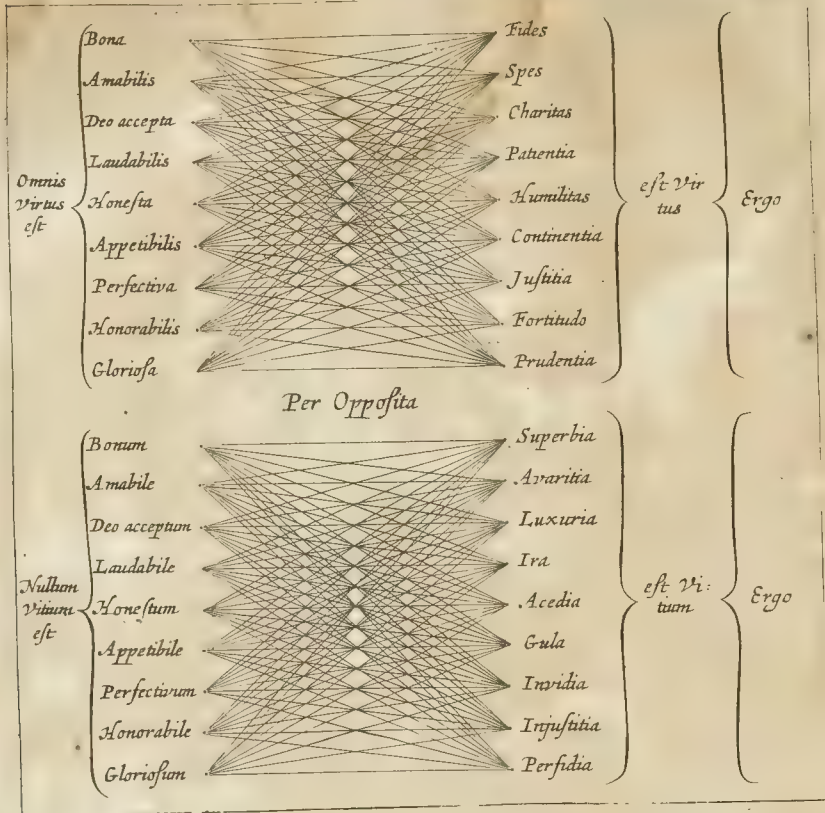 Omnis
Virtus
eſt
Bona
Amabilis
Deo accepta
Laudabilis
Honeſta
Appetibilis
Perfectiva
Honorabilis
Glorioſa
Fides
Spes
Charitas
Patientia
Humilitas
Continentia
Juſtitia
Fortitudo
Prudentia
eſt Vir
tus
Ergo
Per Oppoſita
Nullum
Vitium
eſt
Bonum
Amabile
Deo acceptum
Laudabile
Honeſtum
Appetibile
Perfectivum
Honorabile
Glorioſum
Superbia
Avaritia
Luxuria
Ira
Acedia
Gula
Invidia
Injuſtitia
Perfidia
eſt Vi:
tium
Ergo